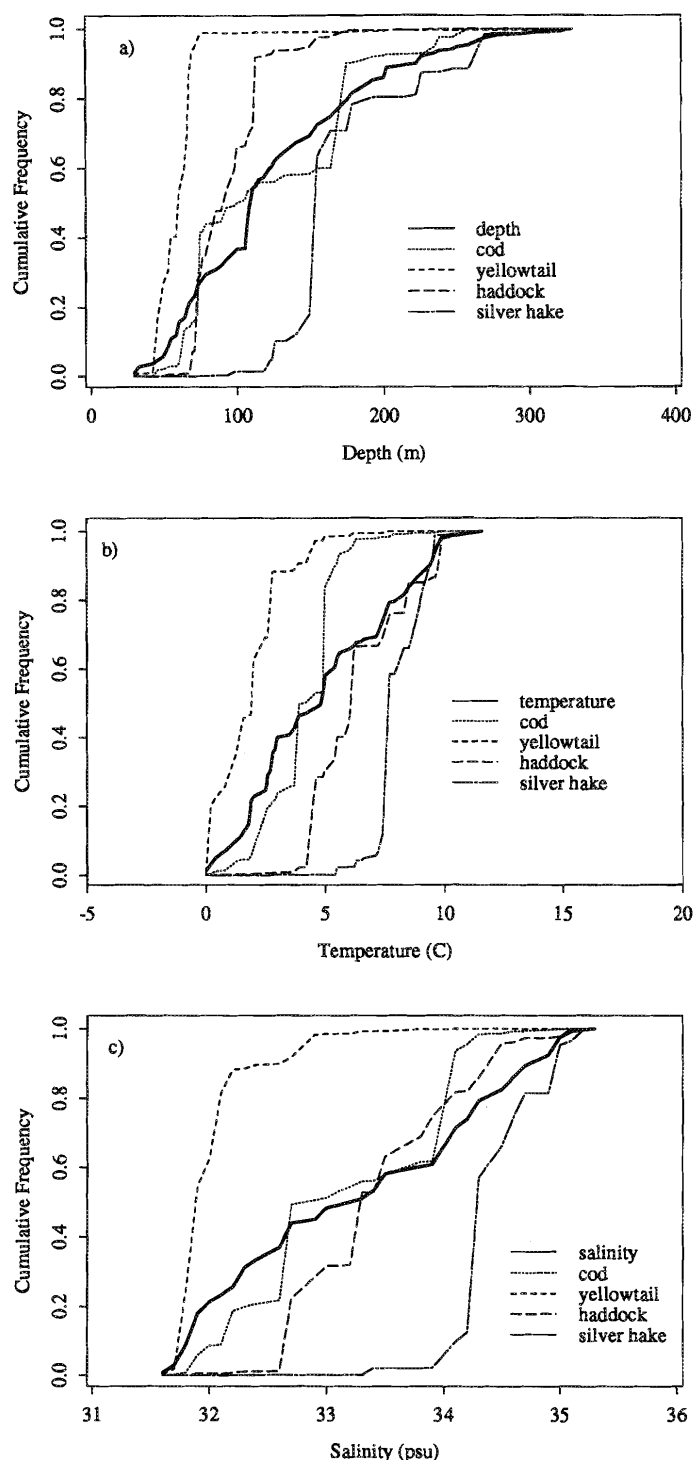 a)
Cumulative Frequency
1.0
0.8
0.6
0.4
0.2
0.0
depth
cod
yellowtail
haddock
silver hake
0 100 200 300 400
Depth (m)
b)
Cumulative Frequency
1.0
0.8
0.6
0.4
0.2
0.0
temperature
cod
yellowtail
haddock
silver hake
-5 0 5 10 15 20
Temperature (C)
c)
Cumulative Frequency
1.0
0.8
0.6
0.4
0.2
0.0
salinity
cod
yellowtail
haddock
silver hake
31 32 33 34 35 36
Salinity (psu)